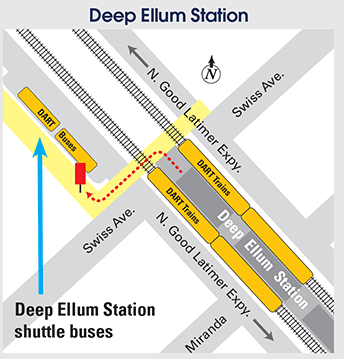 Deep Ellum Station
N. Good Latimer Expy.
N
Swiss Ave.
DART
Buses
DART Trains
DART Trains
Deep Ellum Station
Swiss Ave.
N. Good Latimer Expy.
Deep Ellum Station
shuttle buses
Miranda